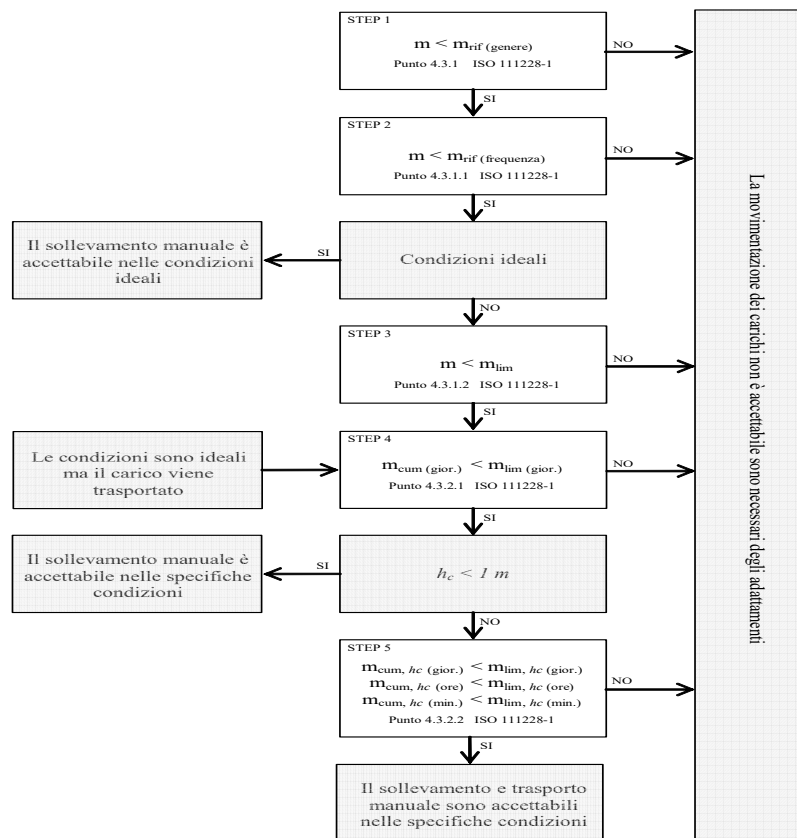 STEP 1
m < mrif (genere)
Punto 4.3.1 ISO 111228-1
NO
SI
STEP 2
m < mrif (frequenza)
Punto 4.3.1.1 ISO 111228-1
NO
SI
Il sollevamento manuale è
accettabile nelle condizioni
ideali
SI
Condizioni ideali
NO
STEP 3
m < mlim
Punto 4.3.1.2 ISO 111228-1
NO
SI
Le condizioni sono ideali
ma il carico viene
trasportato
STEP 4
mcum (gior.) < mlim (gior.)
Punto 4.3.2.1 ISO 111228-1
NO
SI
Il sollevamento manuale è
accettabile nelle specifiche
condizioni
SI
hc < 1 m
NO
STEP 5
mcum, hc (gior.) < mlim, hc (gior.)
mcum, hc (ore) < mlim, hc (ore)
mcum, hc (min.) < mlim, hc (min.)
Punto 4.3.2.2 ISO 111228-1
NO
SI
Il sollevamento e trasporto
manuale sono accettabili
nelle specifiche condizioni
La movimentazione dei carichi non è accettabile sono necessari degli adattamenti